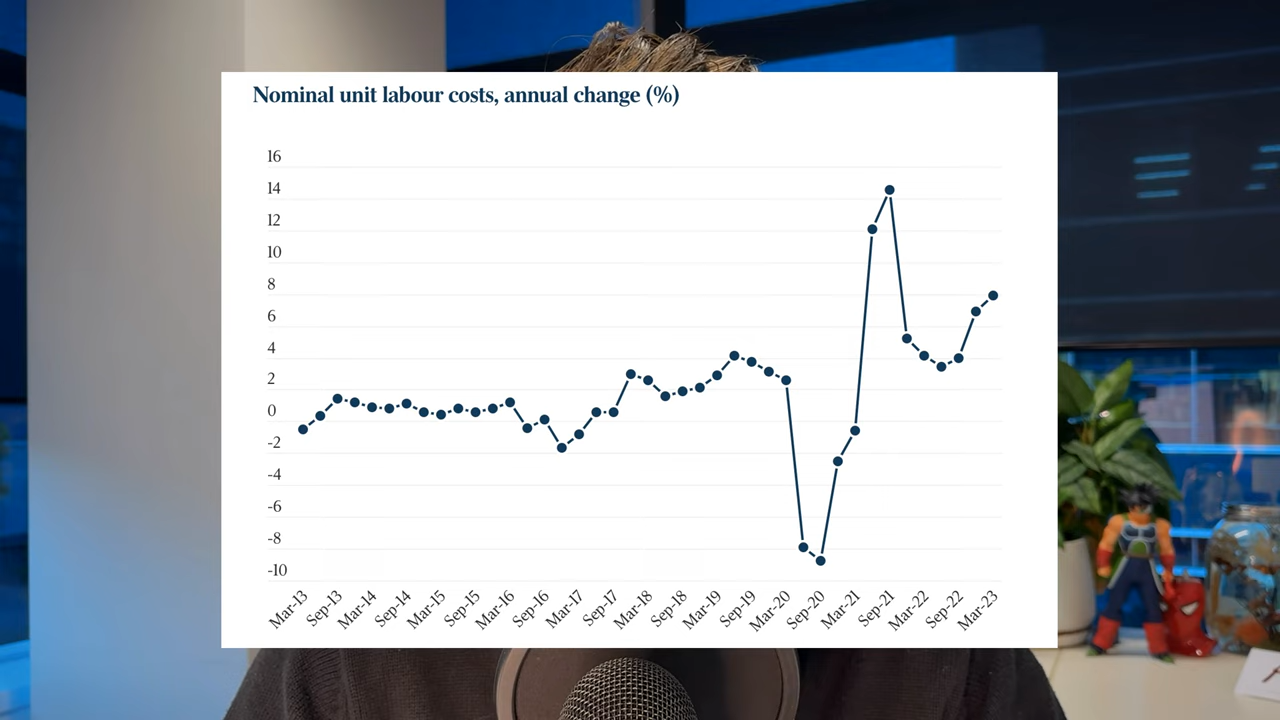 Nominal unit labour costs, annual change (%)
16
14
12
10
8
6
4
2
0
-2
-4
-6
-8
-10
Mar-13
Sep-13
Mar-14
Sep-14
Mar-15
Sep-15
Mar-16
Sep-16
Mar-17
Sep-17
Mar-18
Sep-18
Mar-19
Sep-19
Mar-20
Sep-20
Mar-21
Sep-21
Mar-22
Sep-22
Mar-23